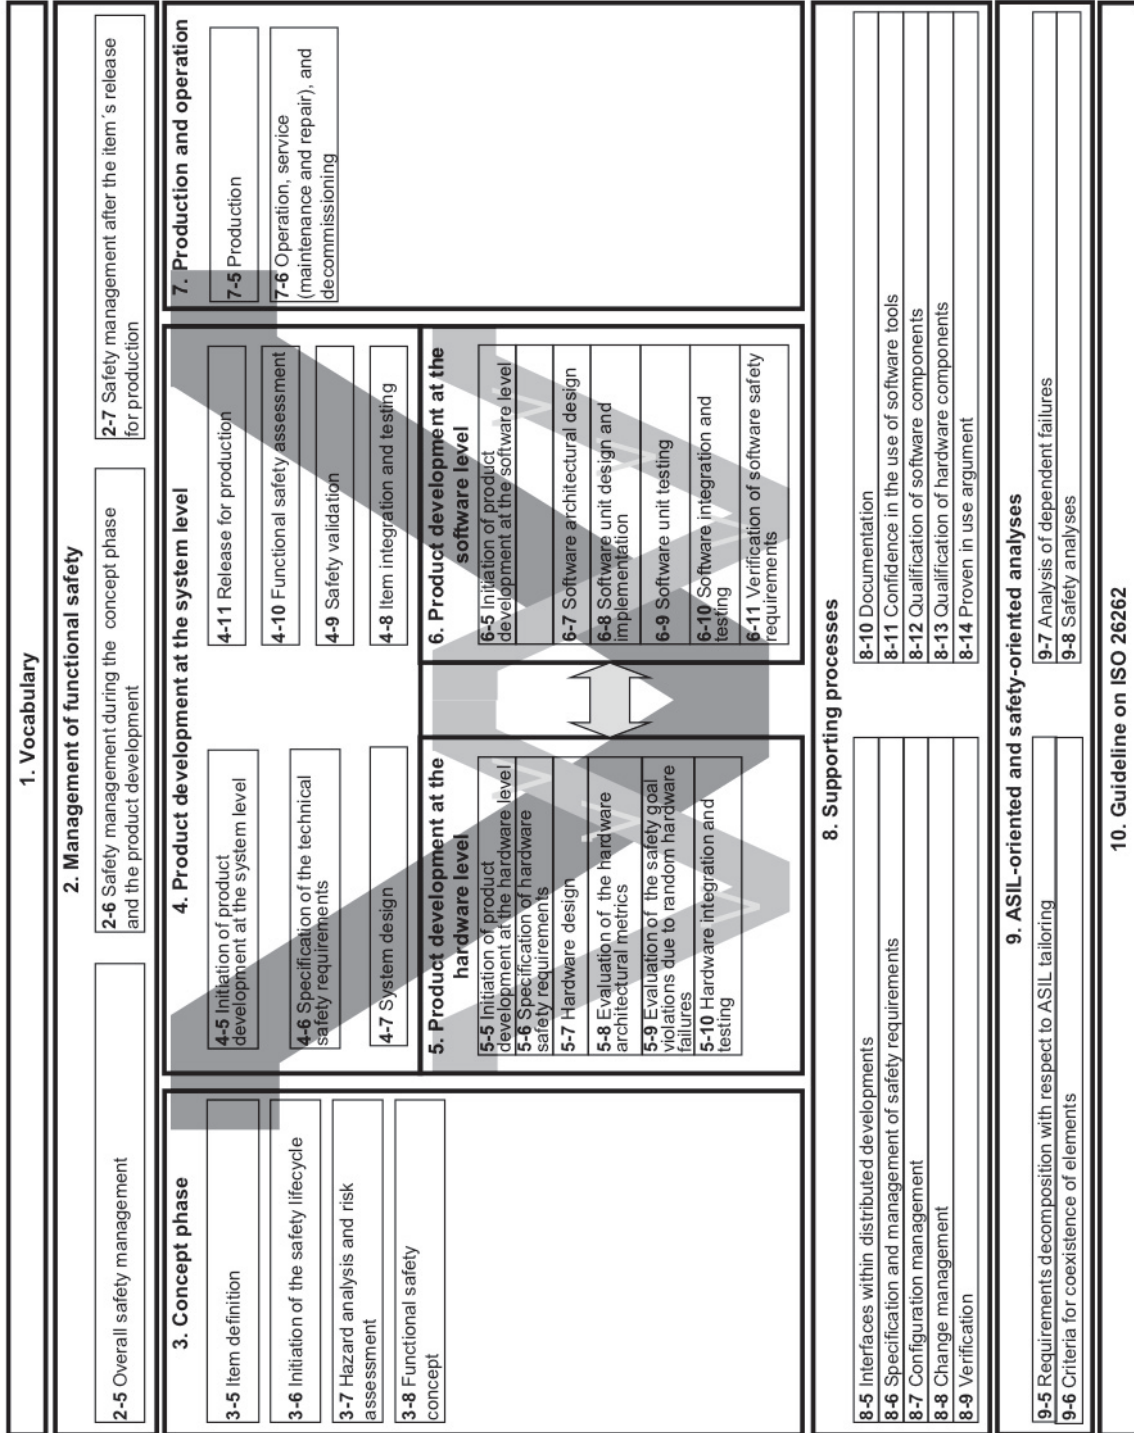 1. Vocabulary
2. Management of functional safety
2-5 Overall safety management
2-6 Safety management during the concept phase
and the product development
2-7 Safety management after the item´s release
for production
3. Concept phase
3-5 Item definition
3-6 Initiation of the safety lifecycle
3-7 Hazard analysis and risk
assessment
3-8 Functional safety
concept
4. Product development at the system level
4-5 Initiation of product
development at the system level
4-6 Specification of the technical
safety requirements
4-7 System design
4-11 Release for production
4-10 Functional safety assessment
4-9 Safety validation
4-8 Item integration and testing
5. Product development at the
hardware level
5-5 Initiation of product
development at the hardware level
5-6 Specification of hardware
safety requirements
5-7 Hardware design
5-8 Evaluation of the hardware
architectural metrics
5-9 Evaluation of the safety goal
violations due to random hardware
failures
5-10 Hardware integration and
testing
6. Product development at the
software level
6-5 Initiation of product
development at the software level
6-7 Software architectural design
6-8 Software unit design and
implementation
6-9 Software unit testing
6-10 Software integration and
testing
6-11 Verification of software safety
requirements
7. Production and operation
7-5 Production
7-6 Operation, service
(maintenance and repair), and
decommissioning
8. Supporting processes
8-5 Interfaces within distributed developments
8-6 Specification and management of safety requirements
8-7 Configuration management
8-8 Change management
8-9 Verification
8-10 Documentation
8-11 Confidence in the use of software tools
8-12 Qualification of software components
8-13 Qualification of hardware components
8-14 Proven in use argument
9. ASIL-oriented and safety-oriented analyses
9-5 Requirements decomposition with respect to ASIL tailoring
9-6 Criteria for coexistence of elements
9-7 Analysis of dependent failures
9-8 Safety analyses
10. Guideline on ISO 26262